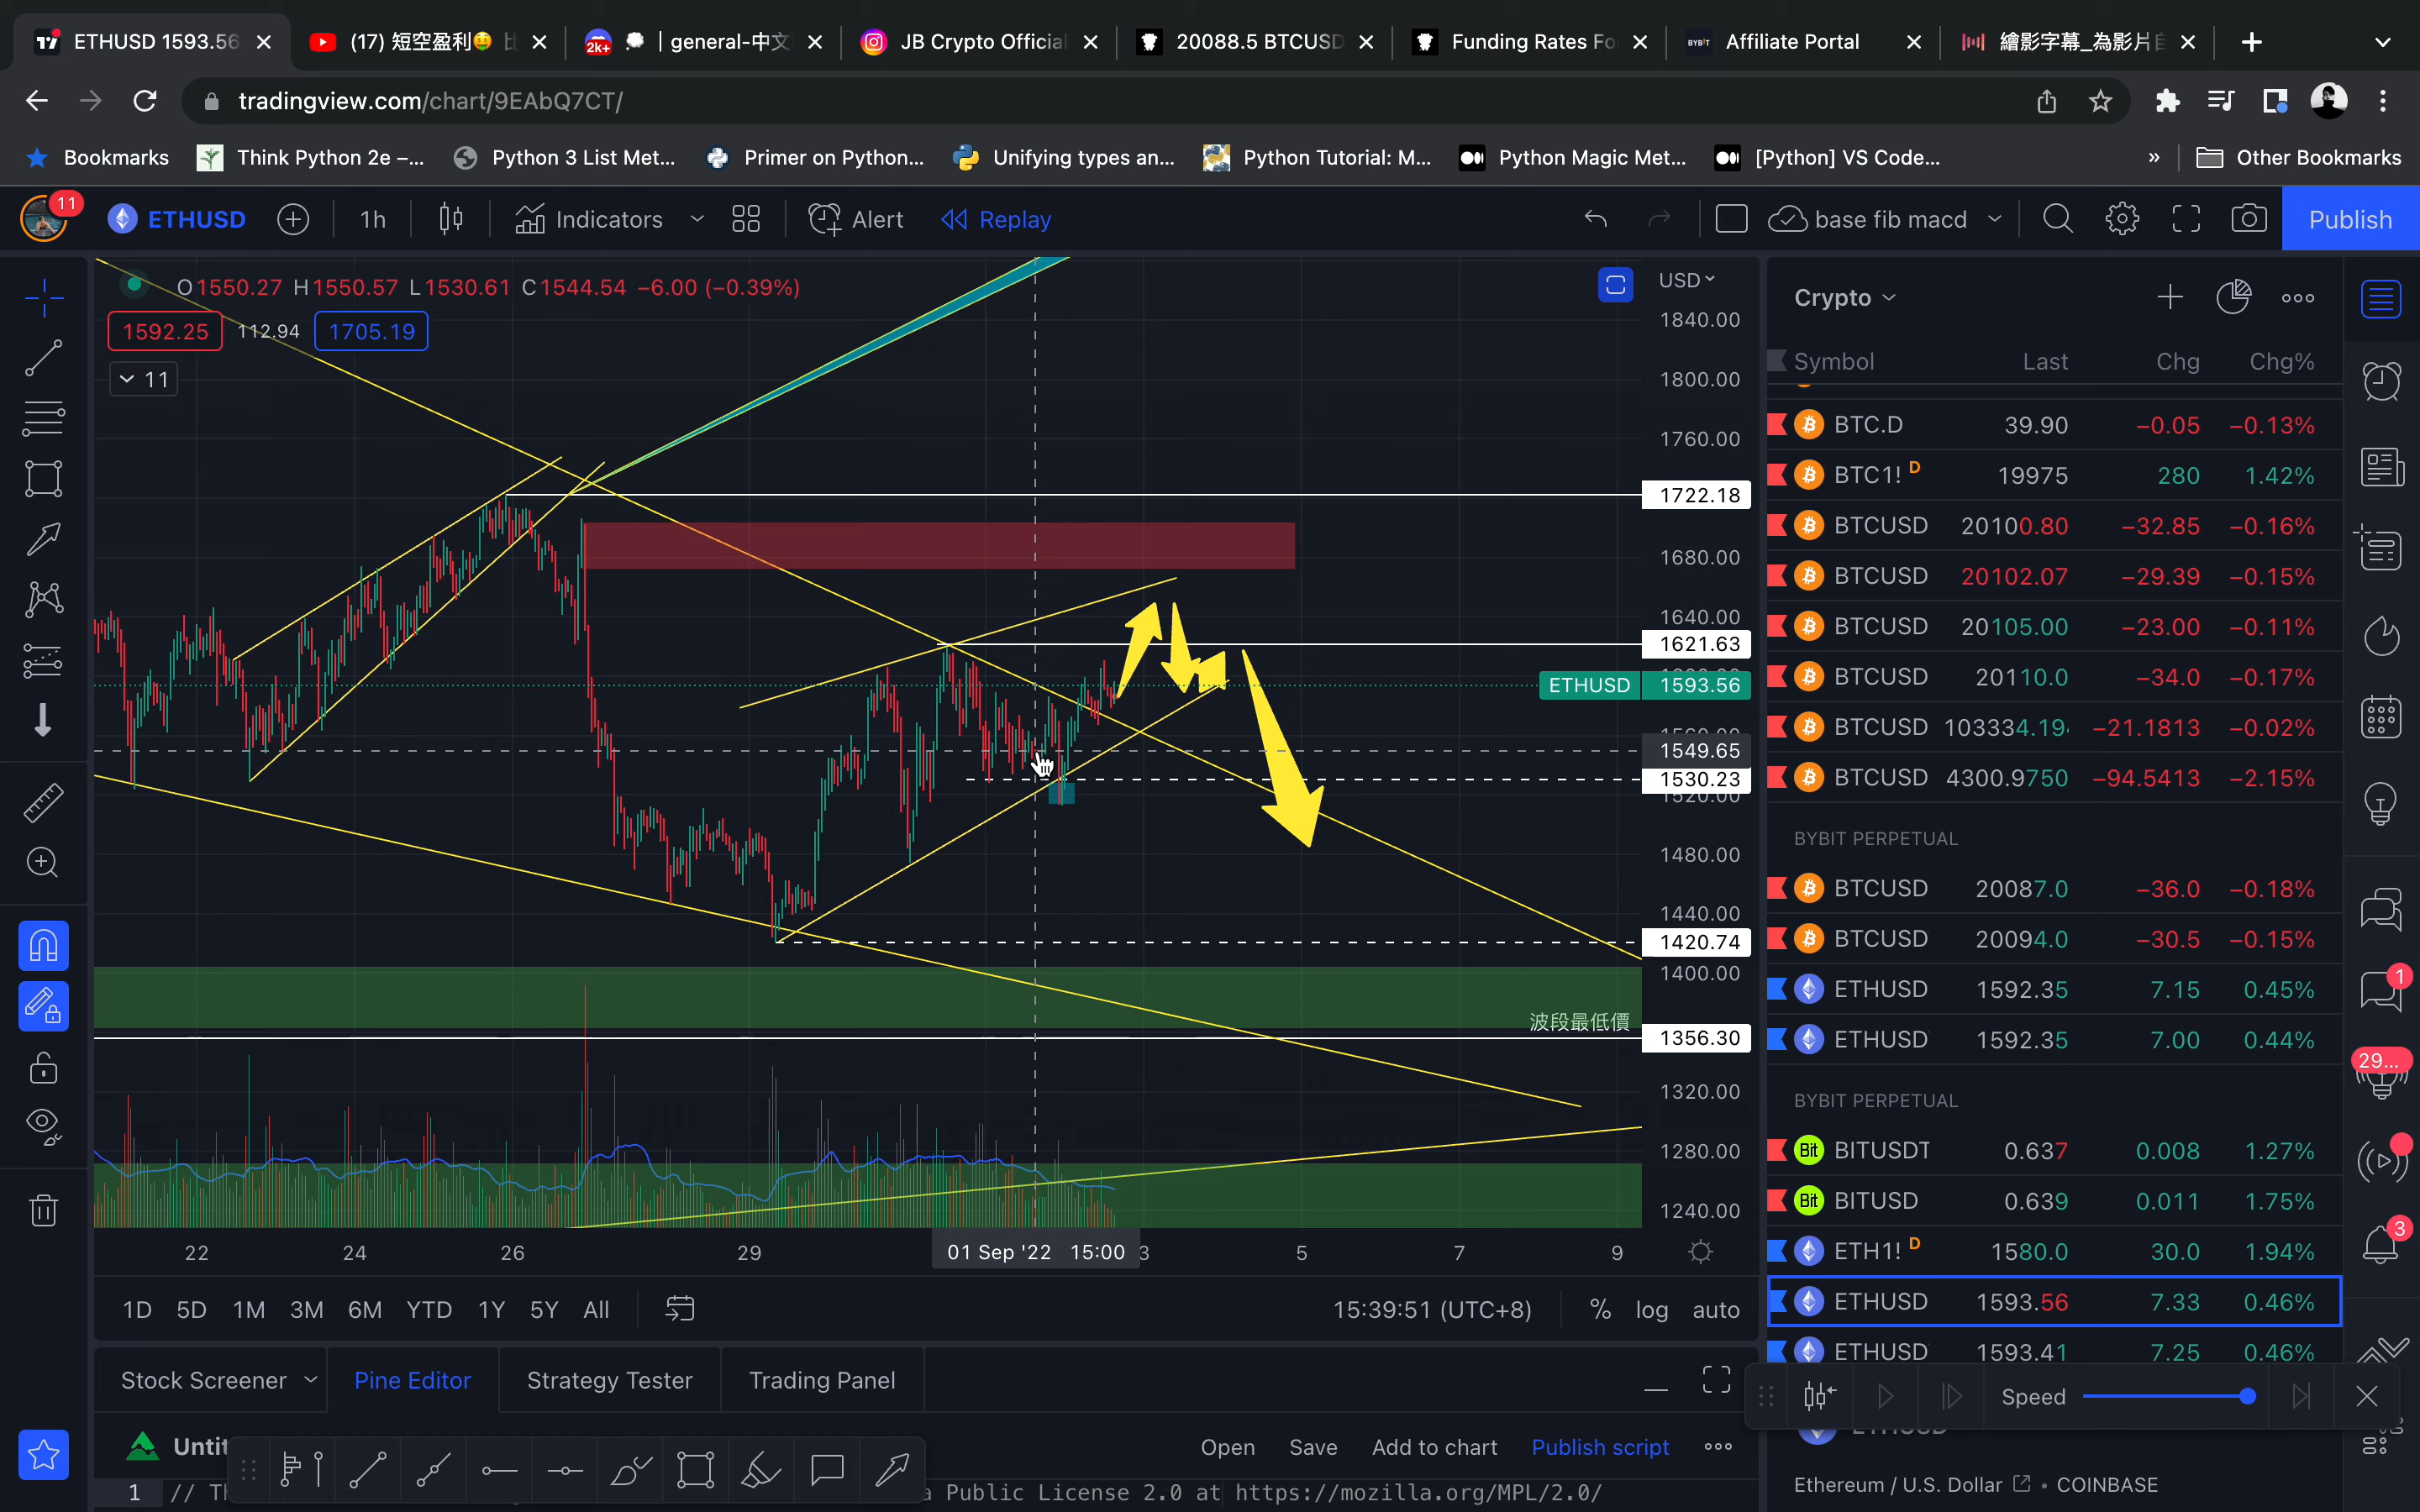 ETHUSD 1593.56
(17) 短空盈利🤑
2k+
general-中文
JB Crypto Official
20088.5 BTCUSD
Funding Rates Fo
BYBIT
Affiliate Portal
繪影字幕_為影片自
tradingview.com/chart/9EAbQ7CT/
Bookmarks
Think Python 2e –...
Python 3 List Met...
Primer on Python...
Unifying types an...
Python Tutorial: M...
Python Magic Met...
[Python] VS Code...
»
Other Bookmarks
11
ETHUSD
1h
Indicators
Alert
Replay
base fib macd
Publish
O1550.27 H1550.57 L1530.61 C1544.54 −6.00 (−0.39%)
1592.25
112.94
1705.19
11
USD
1840.00
1800.00
1760.00
1722.18
1680.00
1640.00
1621.63
ETHUSD 1593.56
1549.65
1530.23
1520.00
1480.00
1440.00
1420.74
1400.00
波段最低價
1356.30
1320.00
1280.00
1240.00
22
24
26
29
01 Sep '22 15:00
3
5
7
9
1D 5D 1M 3M 6M YTD 1Y 5Y All
15:39:51 (UTC+8)
% log auto
Stock Screener
Pine Editor
Strategy Tester
Trading Panel
Untit
Open
Save
Add to chart
Publish script
1 // Th
a Public License 2.0 at https://mozilla.org/MPL/2.0/
Crypto
Symbol Last Chg Chg%
BTC.D 39.90 −0.05 −0.13%
BTC1! D 19975 280 1.42%
BTCUSD 20100.80 −32.85 −0.16%
BTCUSD 20102.07 −29.39 −0.15%
BTCUSD 20105.00 −23.00 −0.11%
BTCUSD 20110.0 −34.0 −0.17%
BTCUSD 103334.19 −21.1813 −0.02%
BTCUSD 4300.9750 −94.5413 −2.15%
BYBIT PERPETUAL
BTCUSD 20087.0 −36.0 −0.18%
BTCUSD 20094.0 −30.5 −0.15%
ETHUSD 1592.35 7.15 0.45%
ETHUSD 1592.35 7.00 0.44%
BYBIT PERPETUAL
Bit BITUSDT 0.637 0.008 1.27%
Bit BITUSD 0.639 0.011 1.75%
ETH1! D 1580.0 30.0 1.94%
ETHUSD 1593.56 7.33 0.46%
ETHUSD 1593.41 7.25 0.46%
Speed
Ethereum / U.S. Dollar • COINBASE
1
29...
3